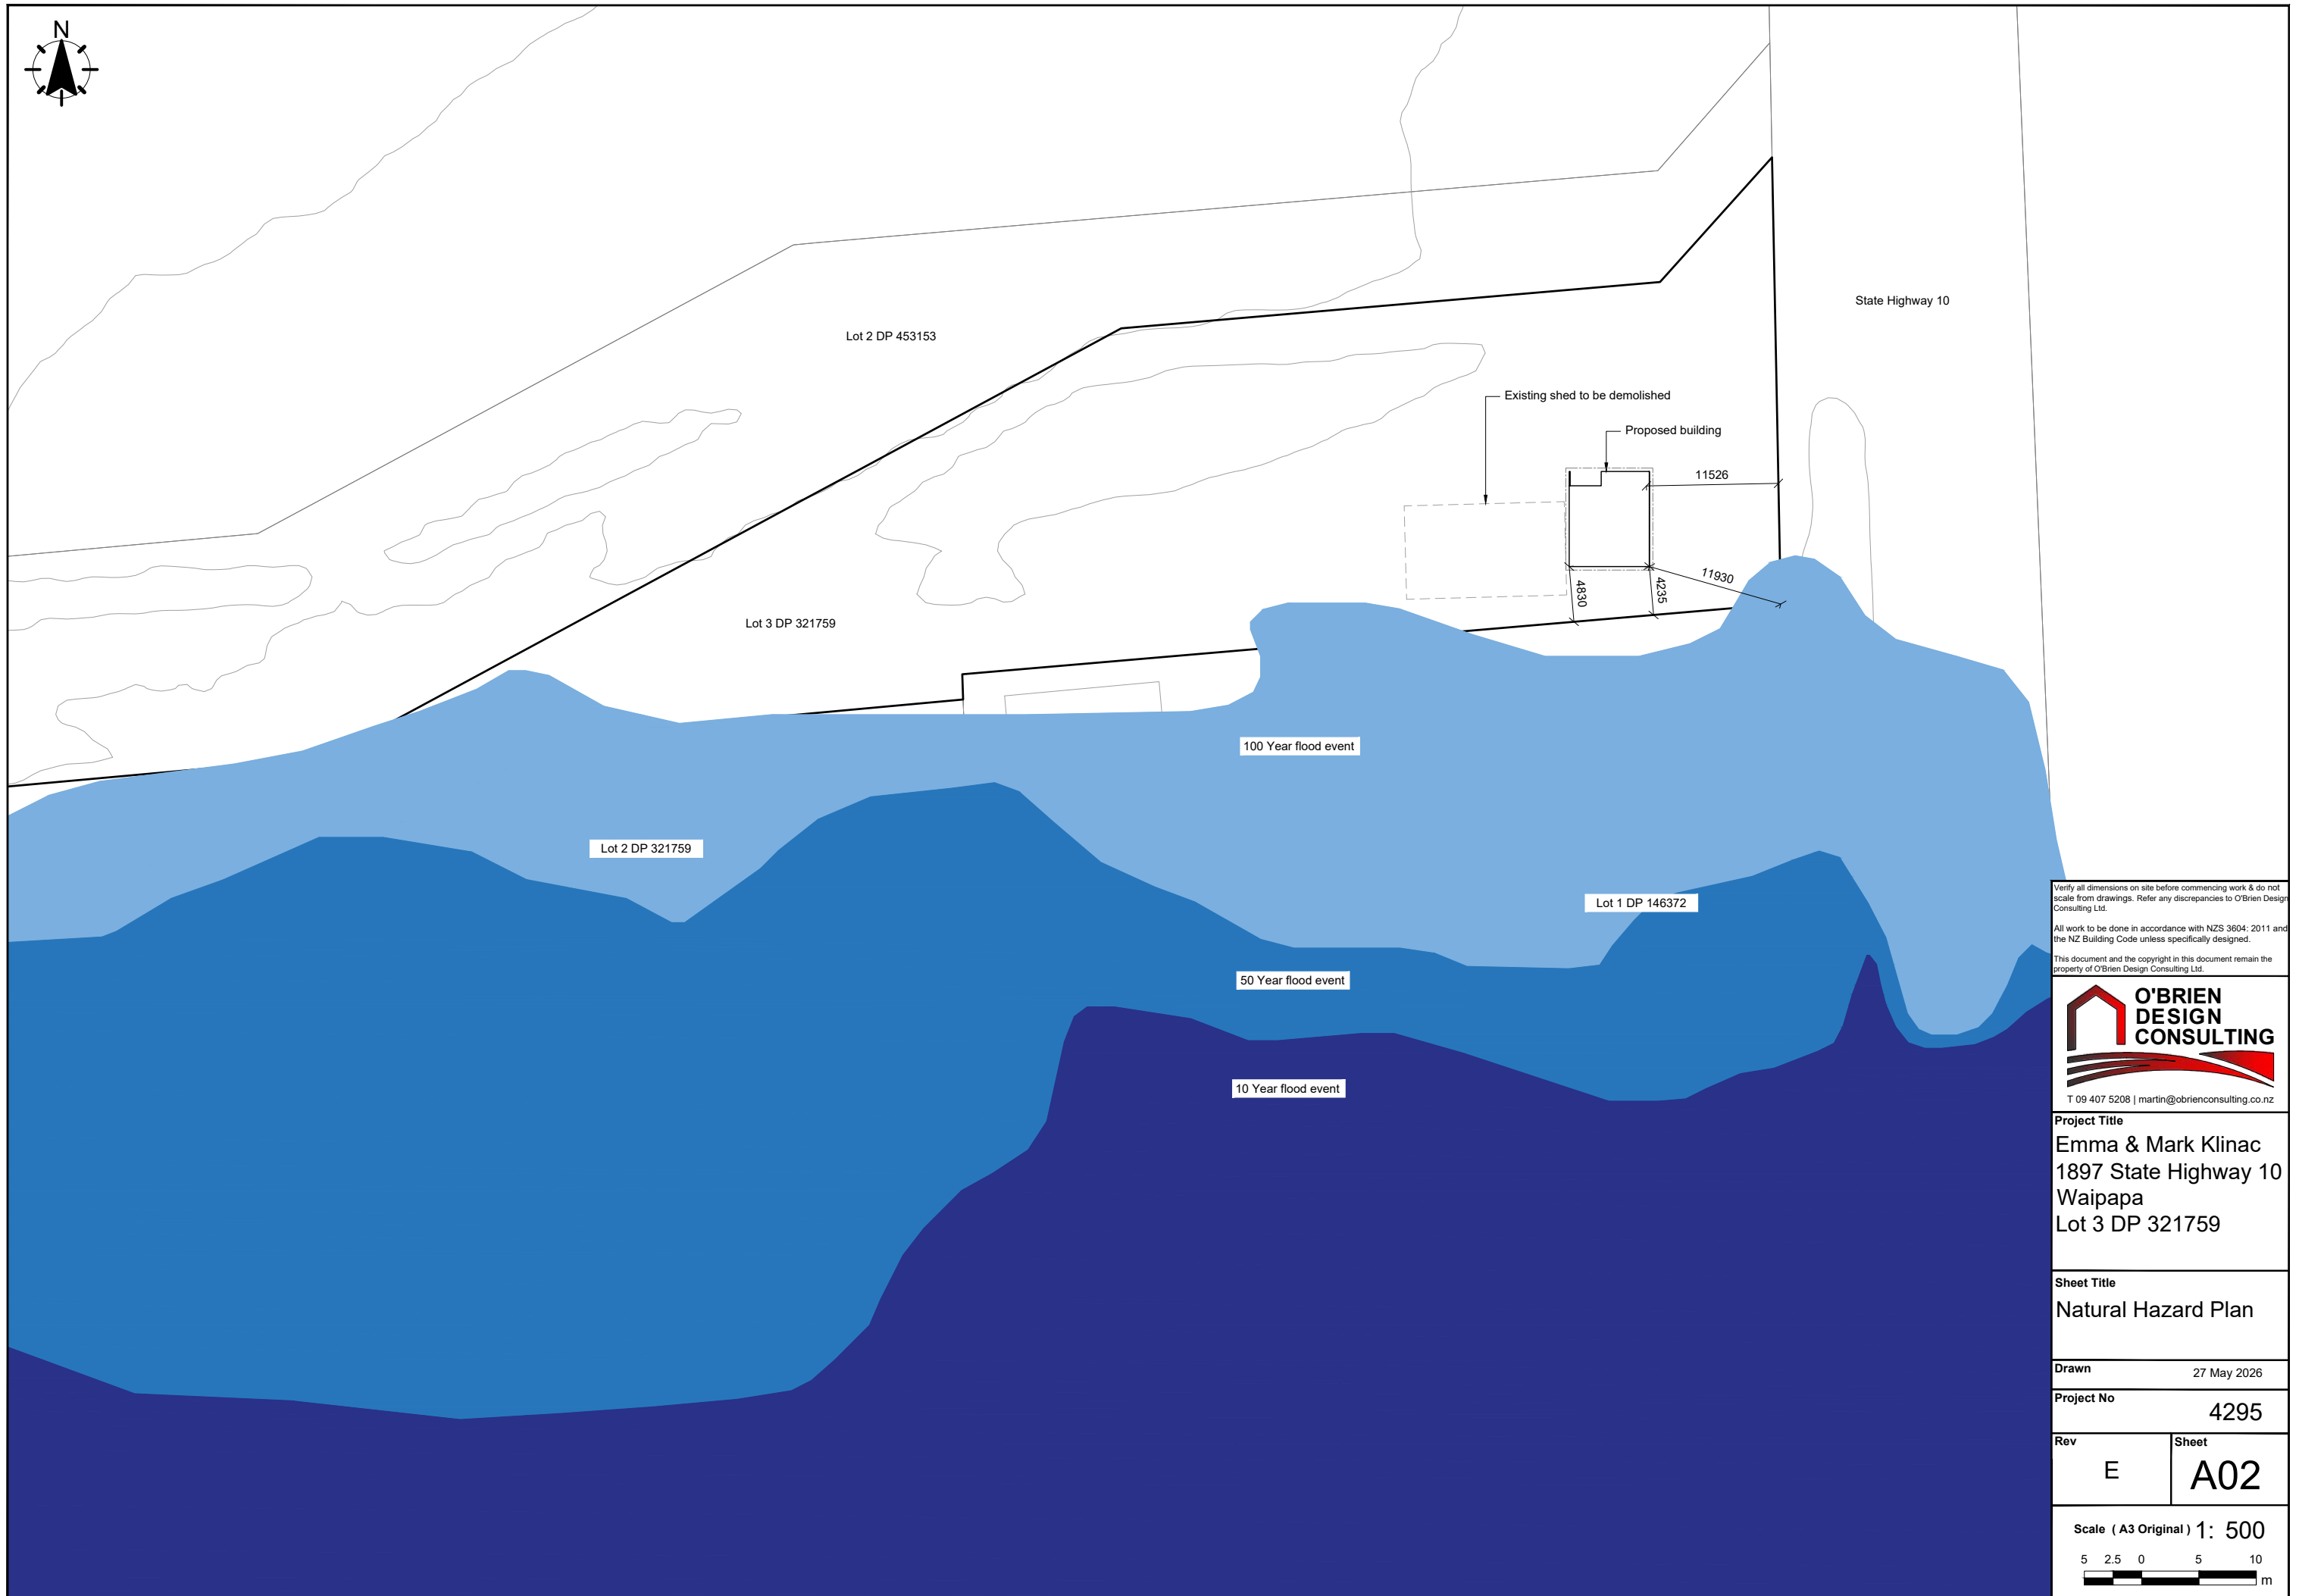 N
State Highway 10
Lot 2 DP 453153
Existing shed to be demolished
Proposed building
11526
11930
4830
4235
Lot 3 DP 321759
100 Year flood event
Lot 2 DP 321759
Lot 1 DP 146372
50 Year flood event
10 Year flood event
Verify all dimensions on site before commencing work & do not
scale from drawings. Refer any discrepancies to O'Brien Design
Consulting Ltd.
All work to be done in accordance with NZS 3604: 2011 and
the NZ Building Code unless specifically designed.
This document and the copyright in this document remain the
property of O'Brien Design Consulting Ltd.
O'BRIEN
DESIGN
CONSULTING
T 09 407 5208 | martin@obrienconsulting.co.nz
Project Title
Emma & Mark Klinac
1897 State Highway 10
Waipapa
Lot 3 DP 321759
Sheet Title
Natural Hazard Plan
Drawn 27 May 2026
Project No 4295
Rev Sheet
E A02
Scale ( A3 Original ) 1: 500
5 2.5 0 5 10
m